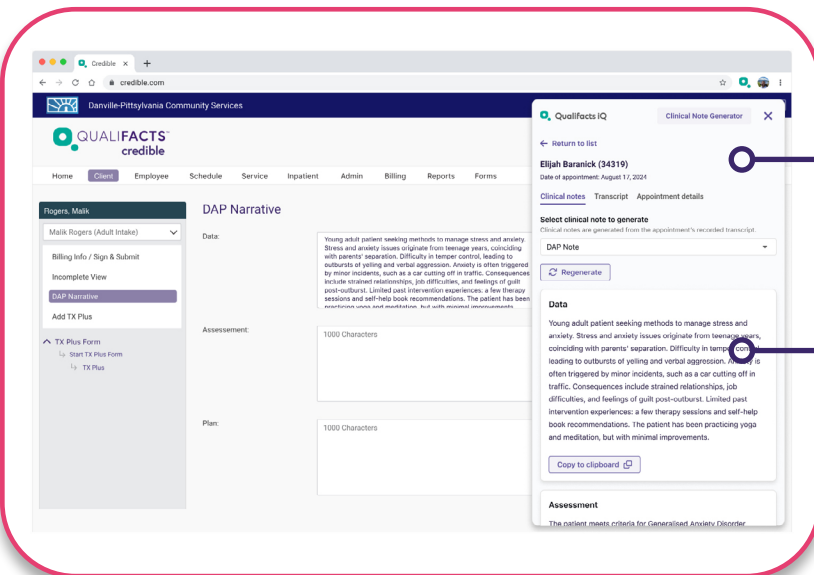 Credible
credible.com
Danville-Pittsylvania Community Services
QUALIFACTS™
credible
Home Client Employee Schedule Service Inpatient Admin Billing Reports Forms
Rogers, Malik
Malik Rogers (Adult Intake)
Billing Info / Sign & Submit
Incomplete View
DAP Narrative
Add TX Plus
TX Plus Form
Start TX Plus Form
TX Plus
DAP Narrative
Data:
Young adult patient seeking methods to manage stress and anxiety.
Stress and anxiety issues originate from teenage years, coinciding
with parents' separation. Difficulty in temper control, leading to
outbursts of yelling and verbal aggression. Anxiety is often triggered
by minor incidents, such as a car cutting off in traffic. Consequences
include strained relationships, job difficulties, and feelings of guilt
post-outburst. Limited past intervention experiences: a few therapy
sessions and self-help book recommendations. The patient has been
practicing yoga and meditation, but with minimal improvements.
Assessement:
1000 Characters
Plan:
1000 Characters
Qualifacts iQ
Clinical Note Generator
Return to list
Elijah Baranick (34319)
Date of appointment: August 17, 2024
Clinical notes Transcript Appointment details
Select clinical note to generate
Clinical notes are generated from the appointment's recorded transcript.
DAP Note
Regenerate
Data
Young adult patient seeking methods to manage stress and
anxiety. Stress and anxiety issues originate from teenage years,
coinciding with parents' separation. Difficulty in temper control,
leading to outbursts of yelling and verbal aggression. Anxiety is
often triggered by minor incidents, such as a car cutting off in
traffic. Consequences include strained relationships, job
difficulties, and feelings of guilt post-outburst. Limited past
intervention experiences: a few therapy sessions and self-help
book recommendations. The patient has been practicing yoga
and meditation, but with minimal improvements.
Copy to clipboard
Assessment
The patient meets criteria for Generalised Anxiety Disorder